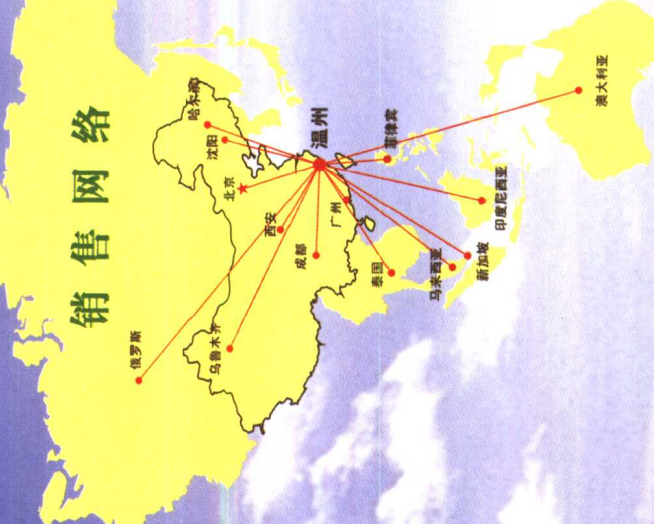 销售网络
俄罗斯
乌鲁木齐
哈尔滨
沈阳
北京
西安
成都
温州
广州
泰国
马来西亚
新加坡
菲律宾
印度尼西亚
澳大利亚